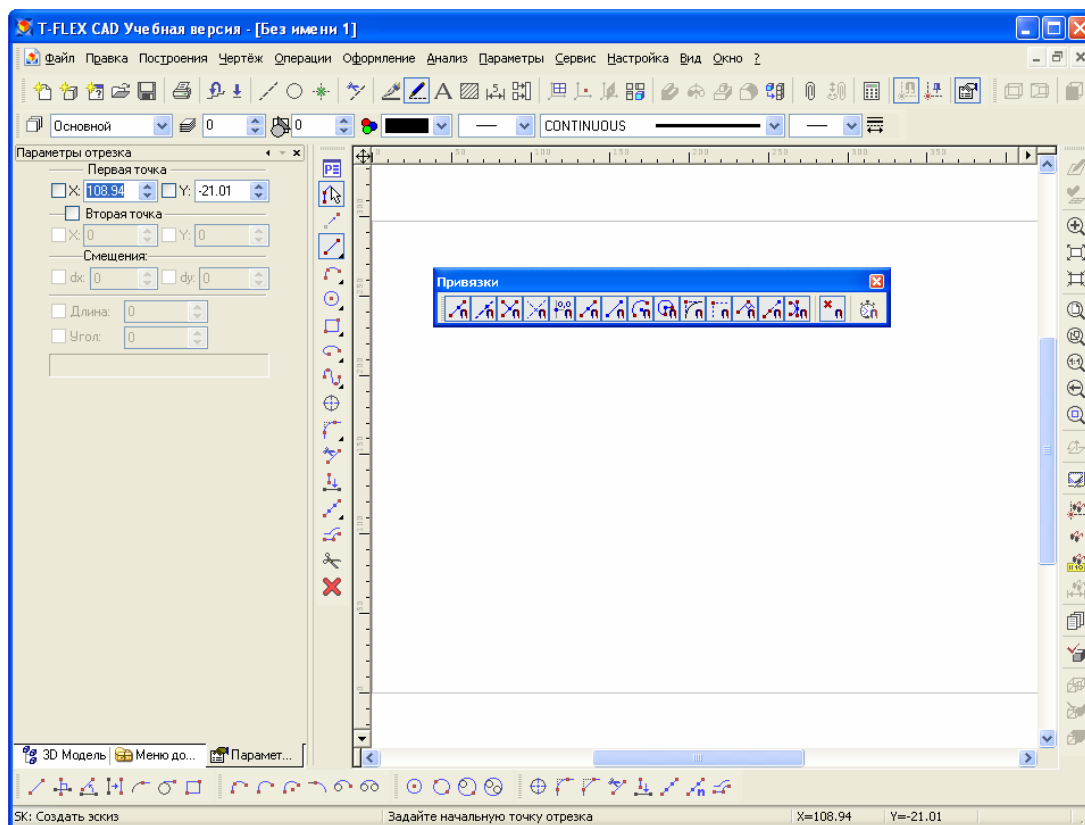 T-FLEX CAD Учебная версия - [Без имени 1]
Файл Правка Построения Чертёж Операции Оформление Анализ Параметры Сервис Настройка Вид Окно ?
Основной 0 0 CONTINUOUS
Параметры отрезка
Первая точка
X: 108.94 Y: -21.01
Вторая точка
X: 0 Y: 0
Смещения:
dx: 0 dy: 0
Длина: 0
Угол: 0
Привязки
3D Модель Меню до... Парамет...
SK: Создать эскиз Задайте начальную точку отрезка X=108.94 Y=-21.01